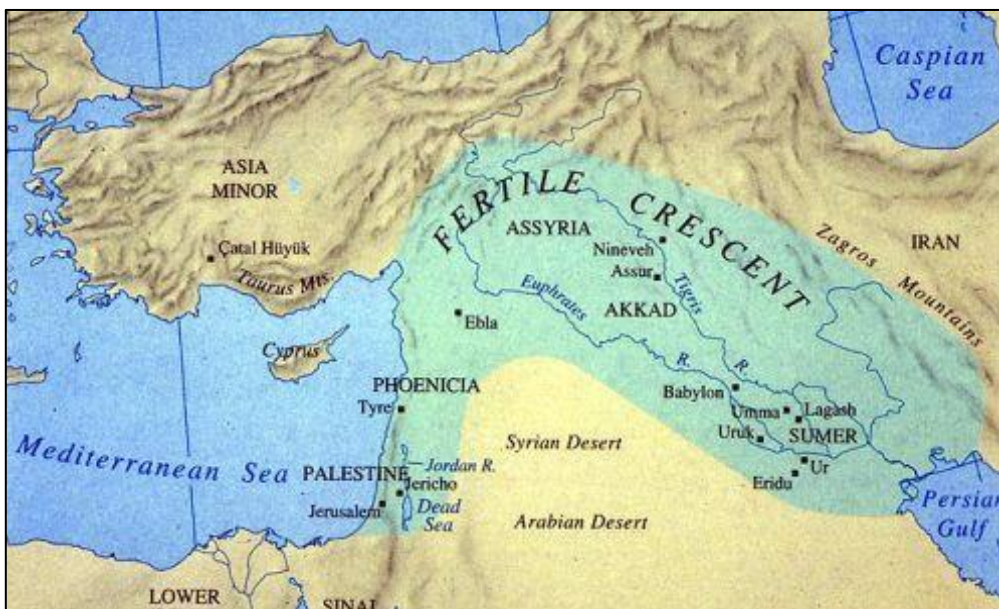 Caspian
Sea
ASIA
MINOR
FERTILE CRESCENT
ASSYRIA
Nineveh
Assur
AKKAD
Tigris
R.
Euphrates
R.
Zagros
Mountains
IRAN
Çatal Hüyük
Taurus Mts.
Ebla
Cyprus
PHOENICIA
Tyre
Babylon
Umma
Lagash
Uruk
SUMER
Ur
Eridu
Syrian Desert
Mediterranean Sea
PALESTINE
Jordan R.
Jericho
Jerusalem
Dead
Sea
Arabian Desert
Persian
Gulf
LOWER
SINAI